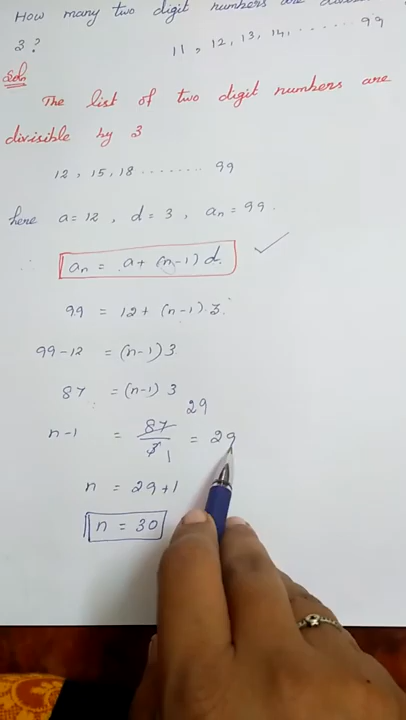 How many two digit numbers are
3 ?
11, 12, 13, 14, ....... 99
Soln
The list of two digit numbers are
divisible by 3
12, 15, 18 ........ 99
here a = 12 , d = 3 , an = 99.
∴ an = a + (n-1) d.
99 = 12 + (n-1) 3
99-12 = (n-1) 3
87 = (n-1) 3
29
n-1 = 87/3 = 29
1
n = 29+1
n = 30